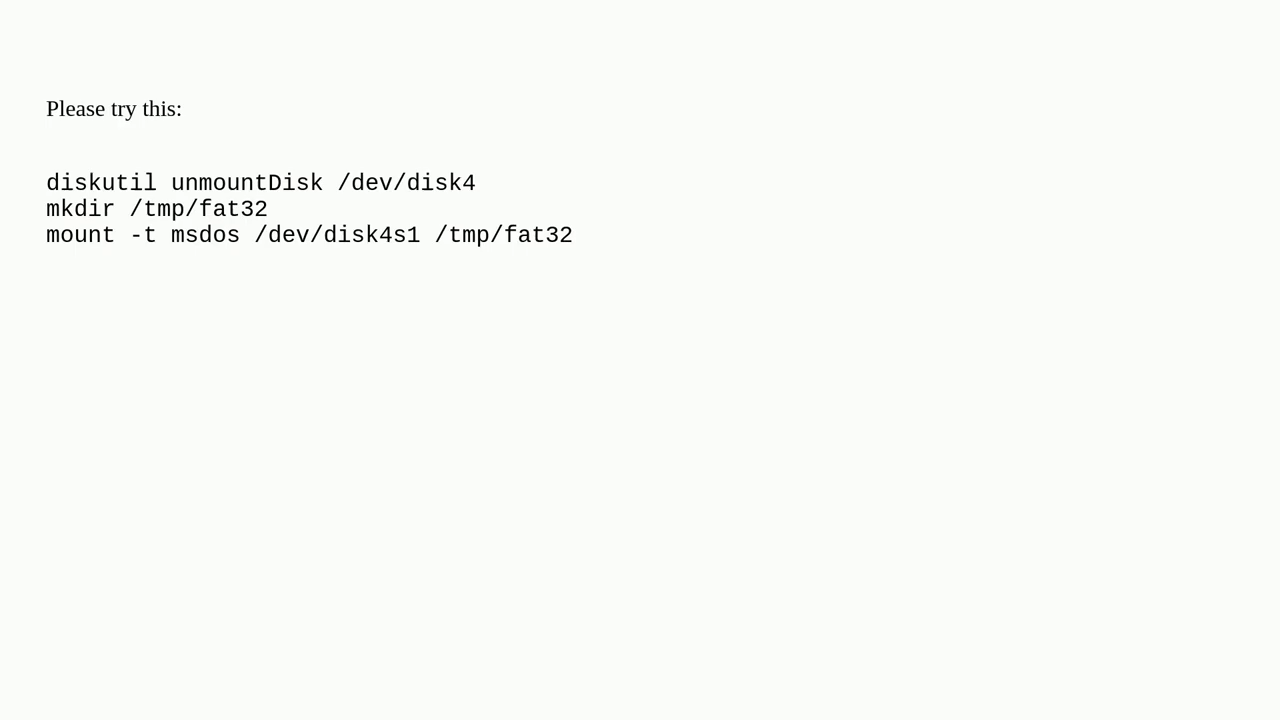 Please try this:
diskutil unmountDisk /dev/disk4
mkdir /tmp/fat32
mount -t msdos /dev/disk4s1 /tmp/fat32